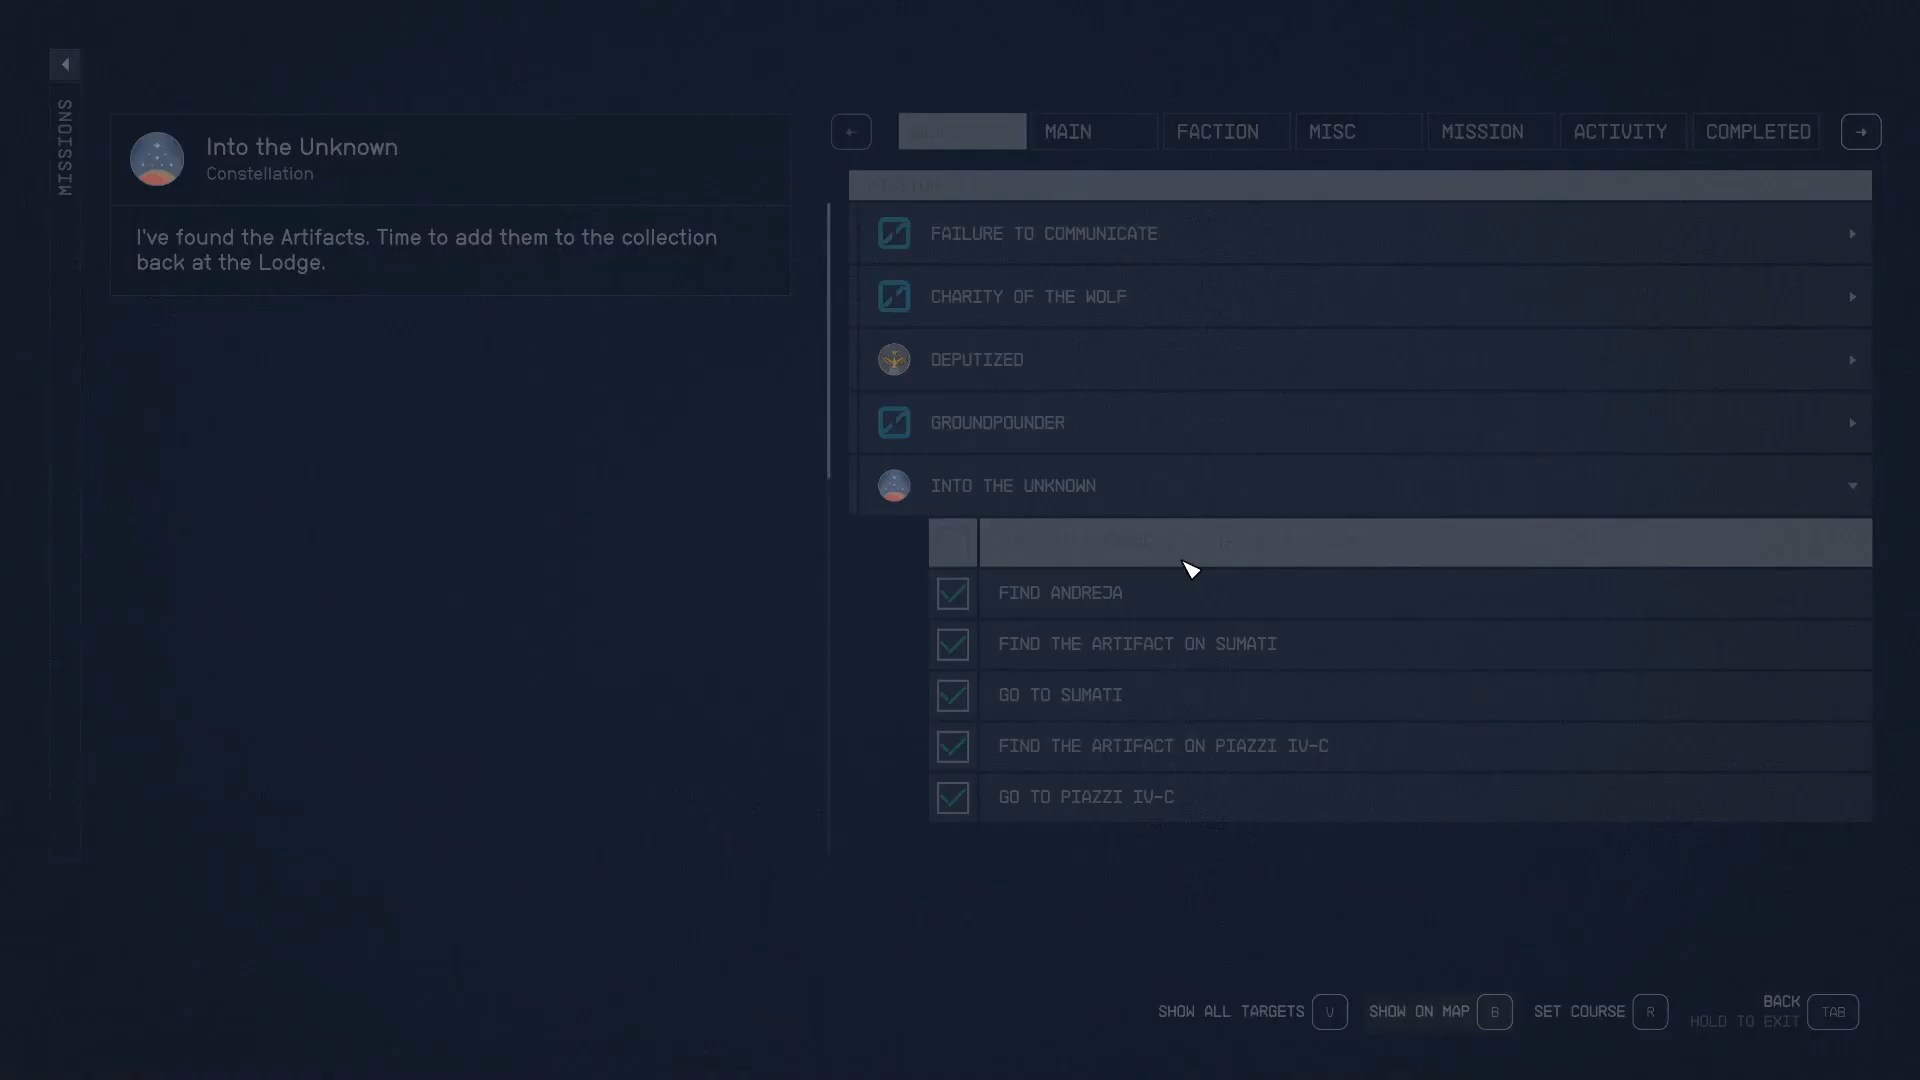 MISSIONS
Into the Unknown
Constellation
I've found the Artifacts. Time to add them to the collection
back at the Lodge.
MAIN
FACTION
MISC
MISSION
ACTIVITY
COMPLETED
FAILURE TO COMMUNICATE
CHARITY OF THE WOLF
DEPUTIZED
GROUNDPOUNDER
INTO THE UNKNOWN
FIND ANDREJA
FIND THE ARTIFACT ON SUMATI
GO TO SUMATI
FIND THE ARTIFACT ON PIAZZI IV-C
GO TO PIAZZI IV-C
SHOW ALL TARGETS V
SHOW ON MAP B
SET COURSE R
BACK
HOLD TO EXIT
TAB